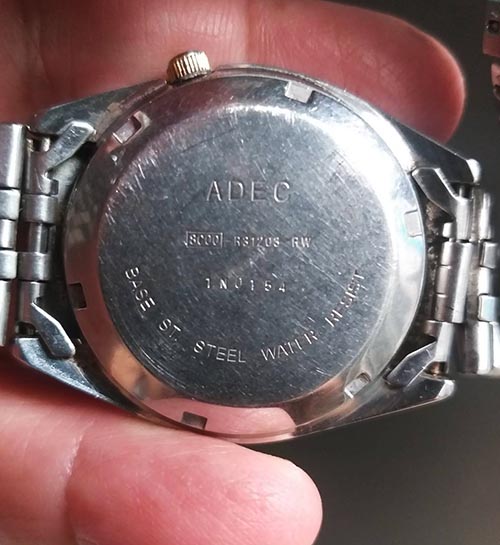 ADEC
8C00 - R31208 RW
1N0154
BASE ST. STEEL WATER RESIST